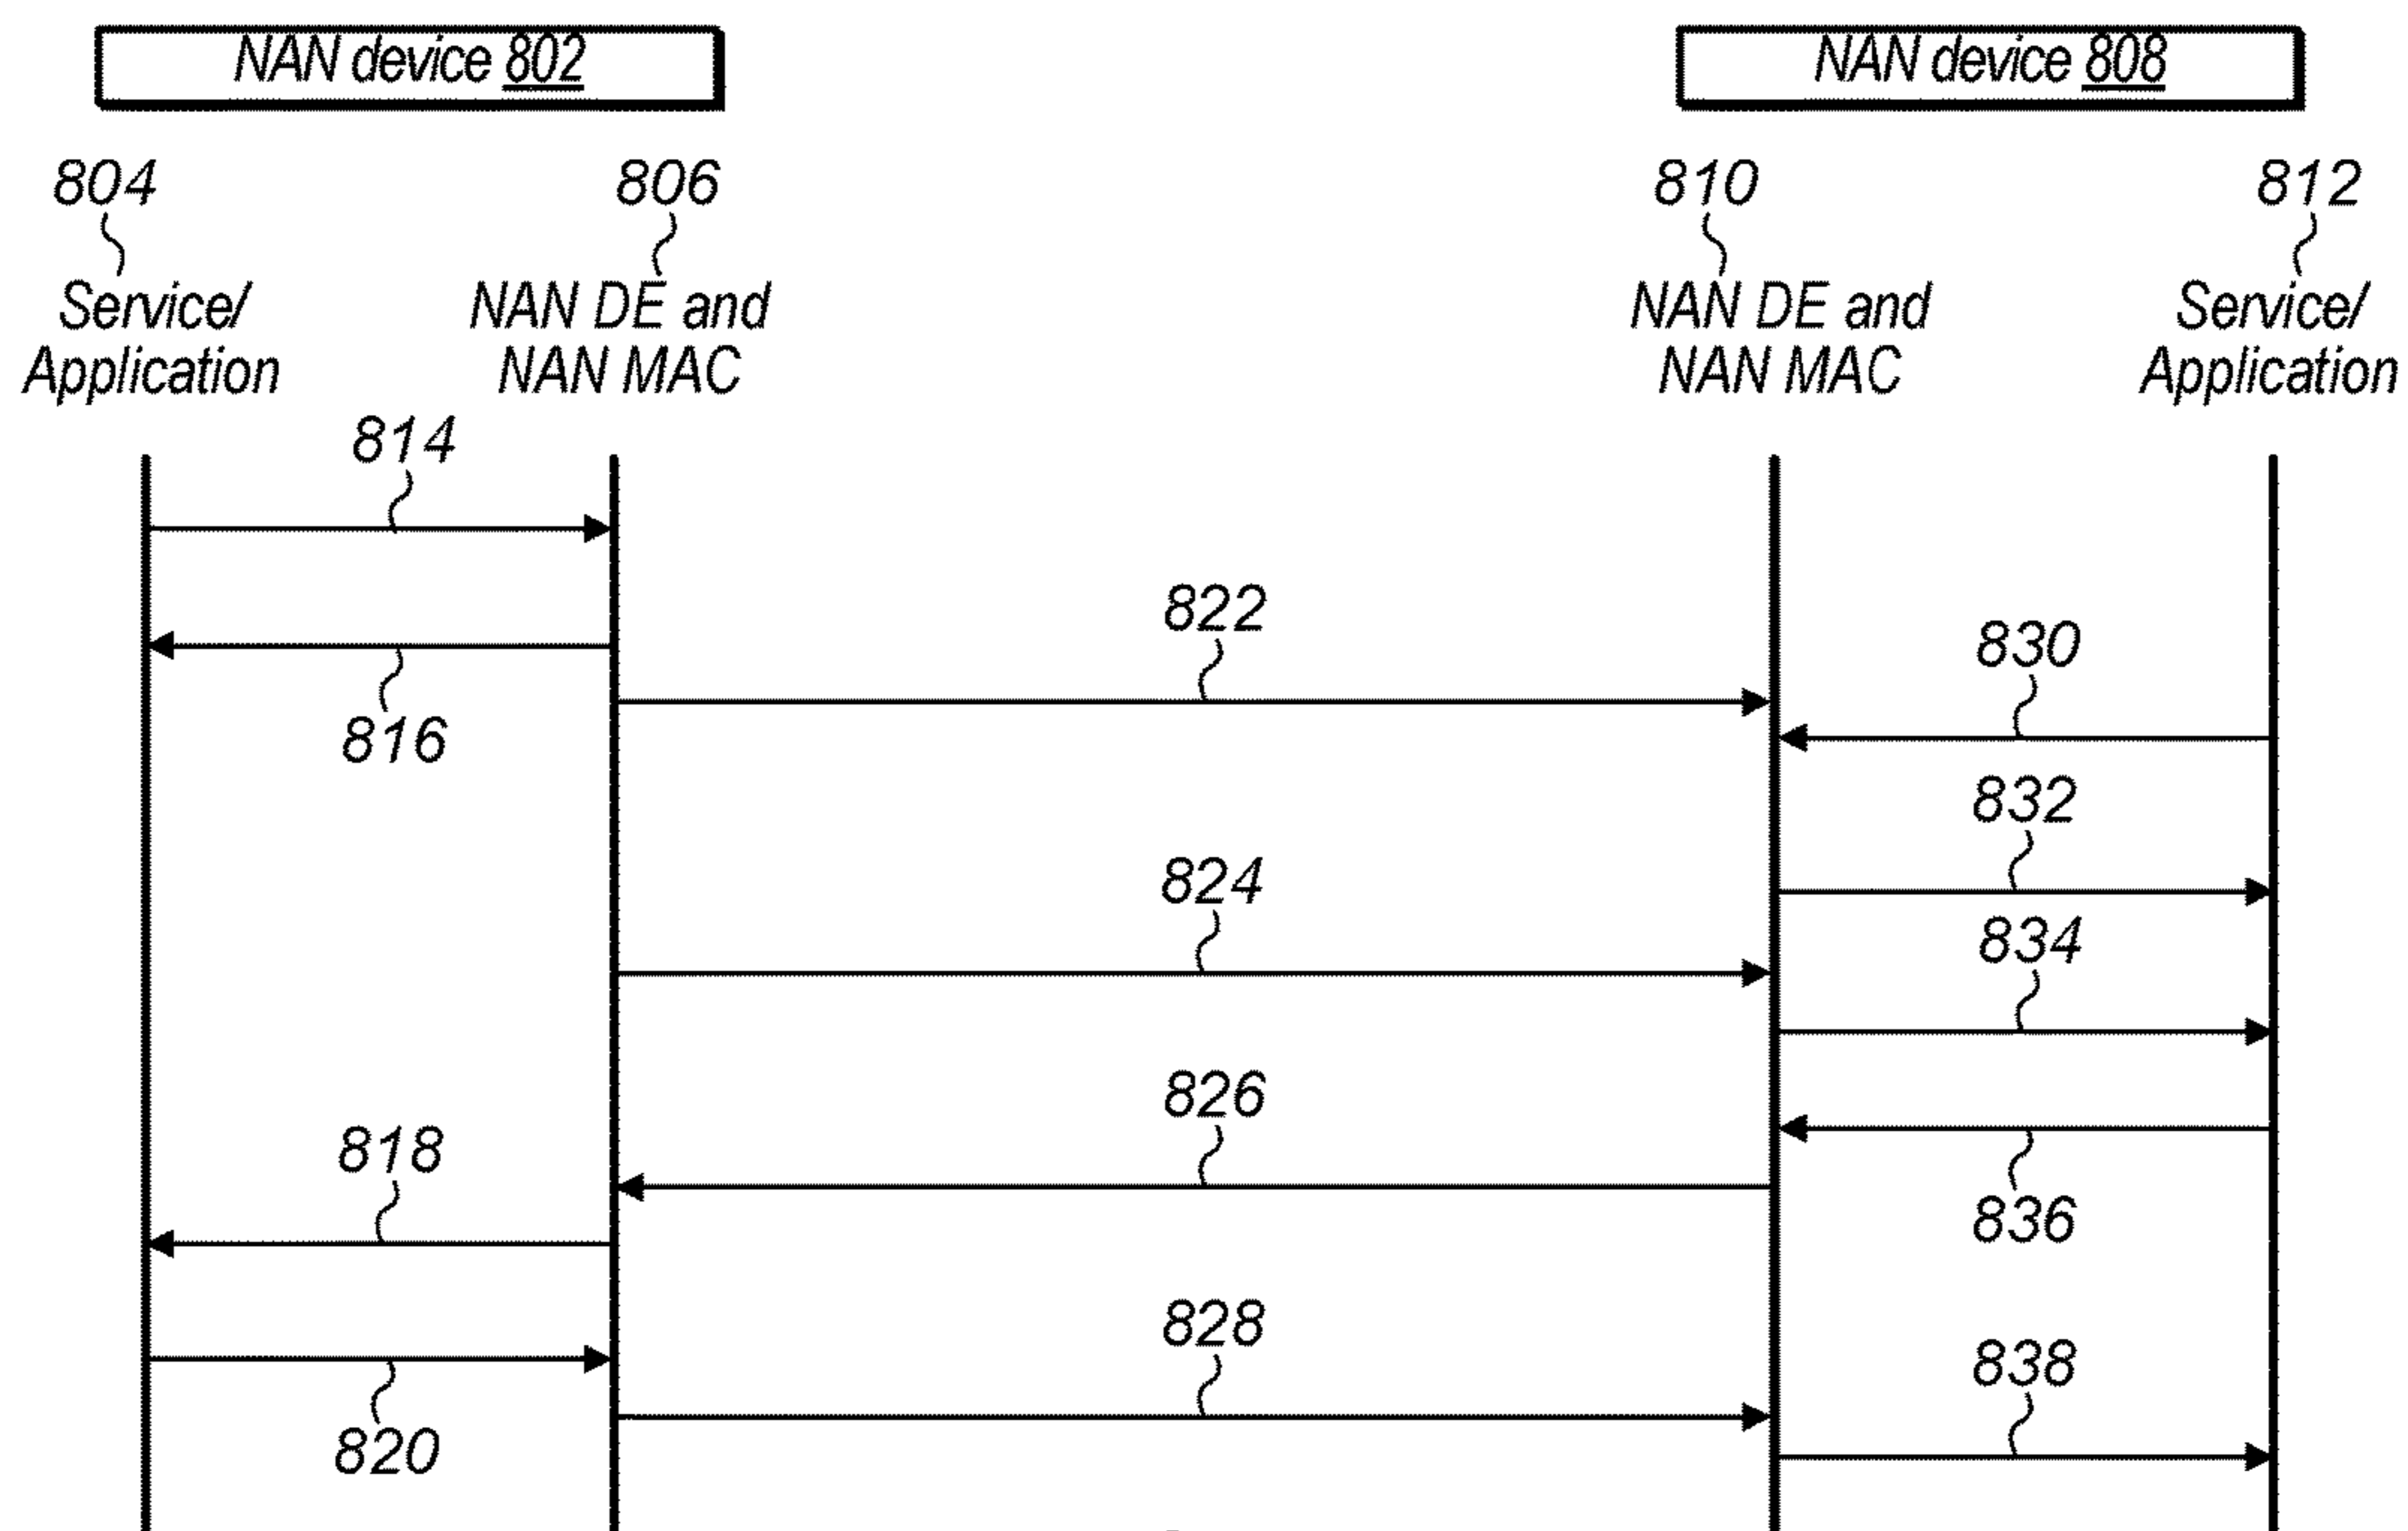 NAN device 802
NAN device 808
804
806
810
812
Service/
Application
NAN DE and
NAN MAC
NAN DE and
NAN MAC
Service/
Application
814
822
830
816
832
824
834
826
818
836
828
838
820